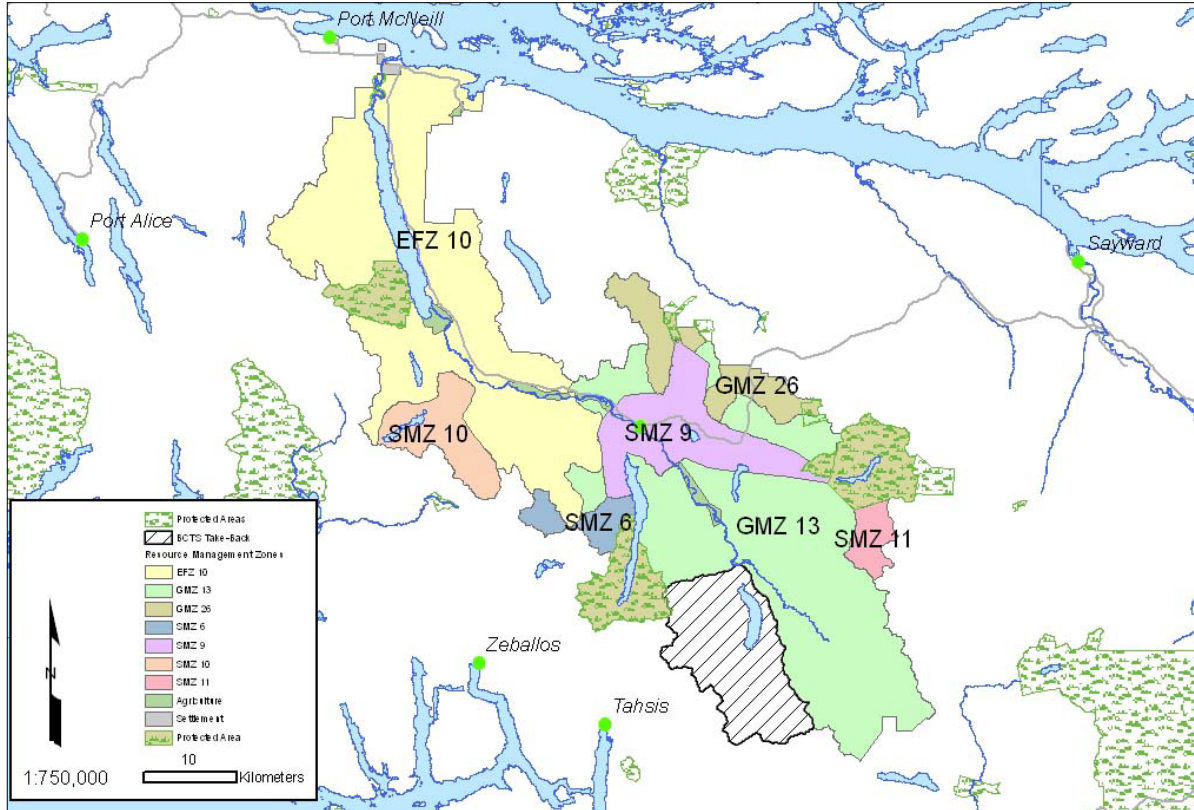 Port McNeill
Port Alice
EFZ 10
Sayward
GMZ 26
SMZ 10
SMZ 9
SMZ 6
GMZ 13
SMZ 11
Zeballos
Tahsis
Protected Areas
BCTS Take-Back
Resource Management Zones
EFZ 10
GMZ 13
GMZ 26
SMZ 6
SMZ 9
SMZ 10
SMZ 11
Agriculture
Settlement
Protected Area
N
10
1:750,000
Kilometers